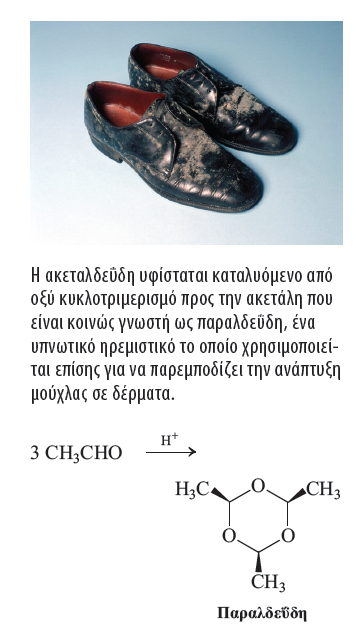 Η ακεταλδεΰδη υφίσταται καταλυόμενο από
οξύ κυκλοτριμερισμό προς την ακετάλη που
είναι κοινώς γνωστή ως παραλδεΰδη, ένα
υπνωτικό ηρεμιστικό το οποίο χρησιμοποιεί-
ται επίσης για να παρεμποδίζει την ανάπτυξη
μούχλας σε δέρματα.
3 CH₃CHO
H⁺
H₃C
O
CH₃
O
O
CH₃
Παραλδεΰδη